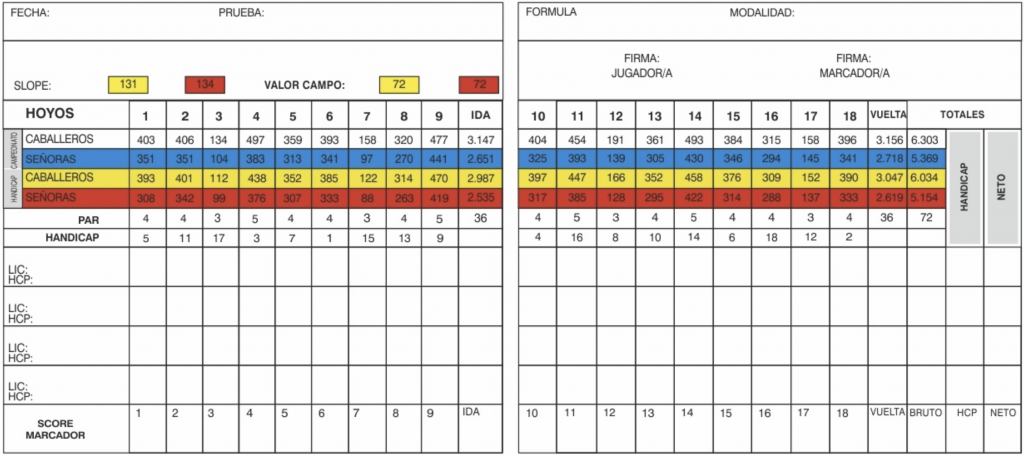 FECHA: PRUEBA:
SLOPE: 131 134 VALOR CAMPO: 72 72
HOYOS 1 2 3 4 5 6 7 8 9 IDA
CAMPEONATO
CABALLEROS 403 406 134 497 359 393 158 320 477 3.147
SEÑORAS 351 351 104 383 313 341 97 270 441 2.651
HANDICAP
CABALLEROS 393 401 112 438 352 385 122 314 470 2.987
SEÑORAS 308 342 99 376 307 333 88 263 419 2.535
PAR 4 4 3 5 4 4 3 4 5 36
HANDICAP 5 11 17 3 7 1 15 13 9
LIC:
HCP:
LIC:
HCP:
LIC:
HCP:
LIC:
HCP:
SCORE
MARCADOR
1 2 3 4 5 6 7 8 9 IDA
FORMULA MODALIDAD:
FIRMA: FIRMA:
JUGADOR/A MARCADOR/A
10 11 12 13 14 15 16 17 18 VUELTA TOTALES
404 454 191 361 493 384 315 158 396 3.156 6.303
325 393 139 305 430 346 294 145 341 2.718 5.369
397 447 166 352 458 376 309 152 390 3.047 6.034
317 385 128 295 422 314 288 137 333 2.619 5.154
HANDICAP
NETO
4 5 3 4 5 4 4 3 4 36 72
4 16 8 10 14 6 18 12 2
10 11 12 13 14 15 16 17 18 VUELTA BRUTO HCP NETO